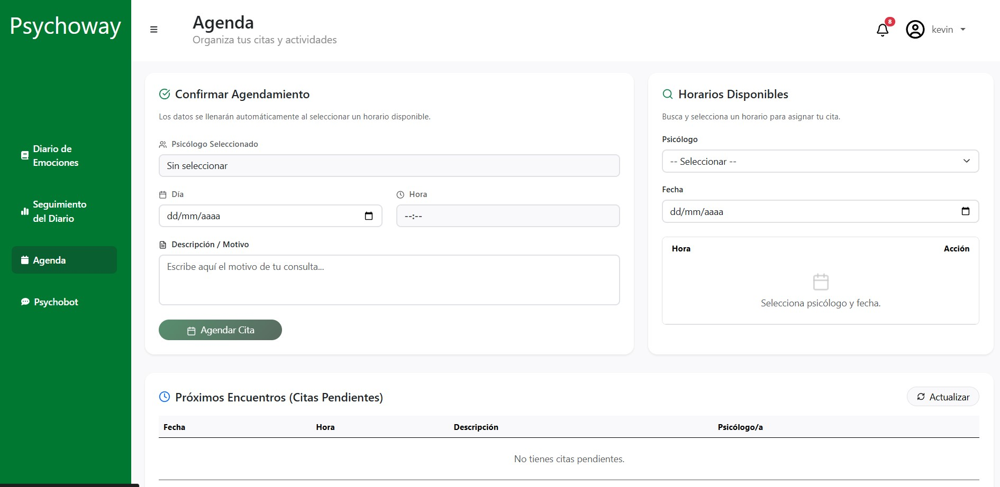 Psychoway
Diario de
Emociones
Seguimiento
del Diario
Agenda
Psychobot
Agenda
Organiza tus citas y actividades
8
kevin
Confirmar Agendamiento
Los datos se llenarán automáticamente al seleccionar un horario disponible.
Psicólogo Seleccionado
Sin seleccionar
Día
Hora
dd/mm/aaaa
--:--
Descripción / Motivo
Escribe aquí el motivo de tu consulta...
Agendar Cita
Horarios Disponibles
Busca y selecciona un horario para asignar tu cita.
Psicólogo
-- Seleccionar --
Fecha
dd/mm/aaaa
Hora Acción
Selecciona psicólogo y fecha.
Próximos Encuentros (Citas Pendientes)
Actualizar
Fecha Hora Descripción Psicólogo/a
No tienes citas pendientes.